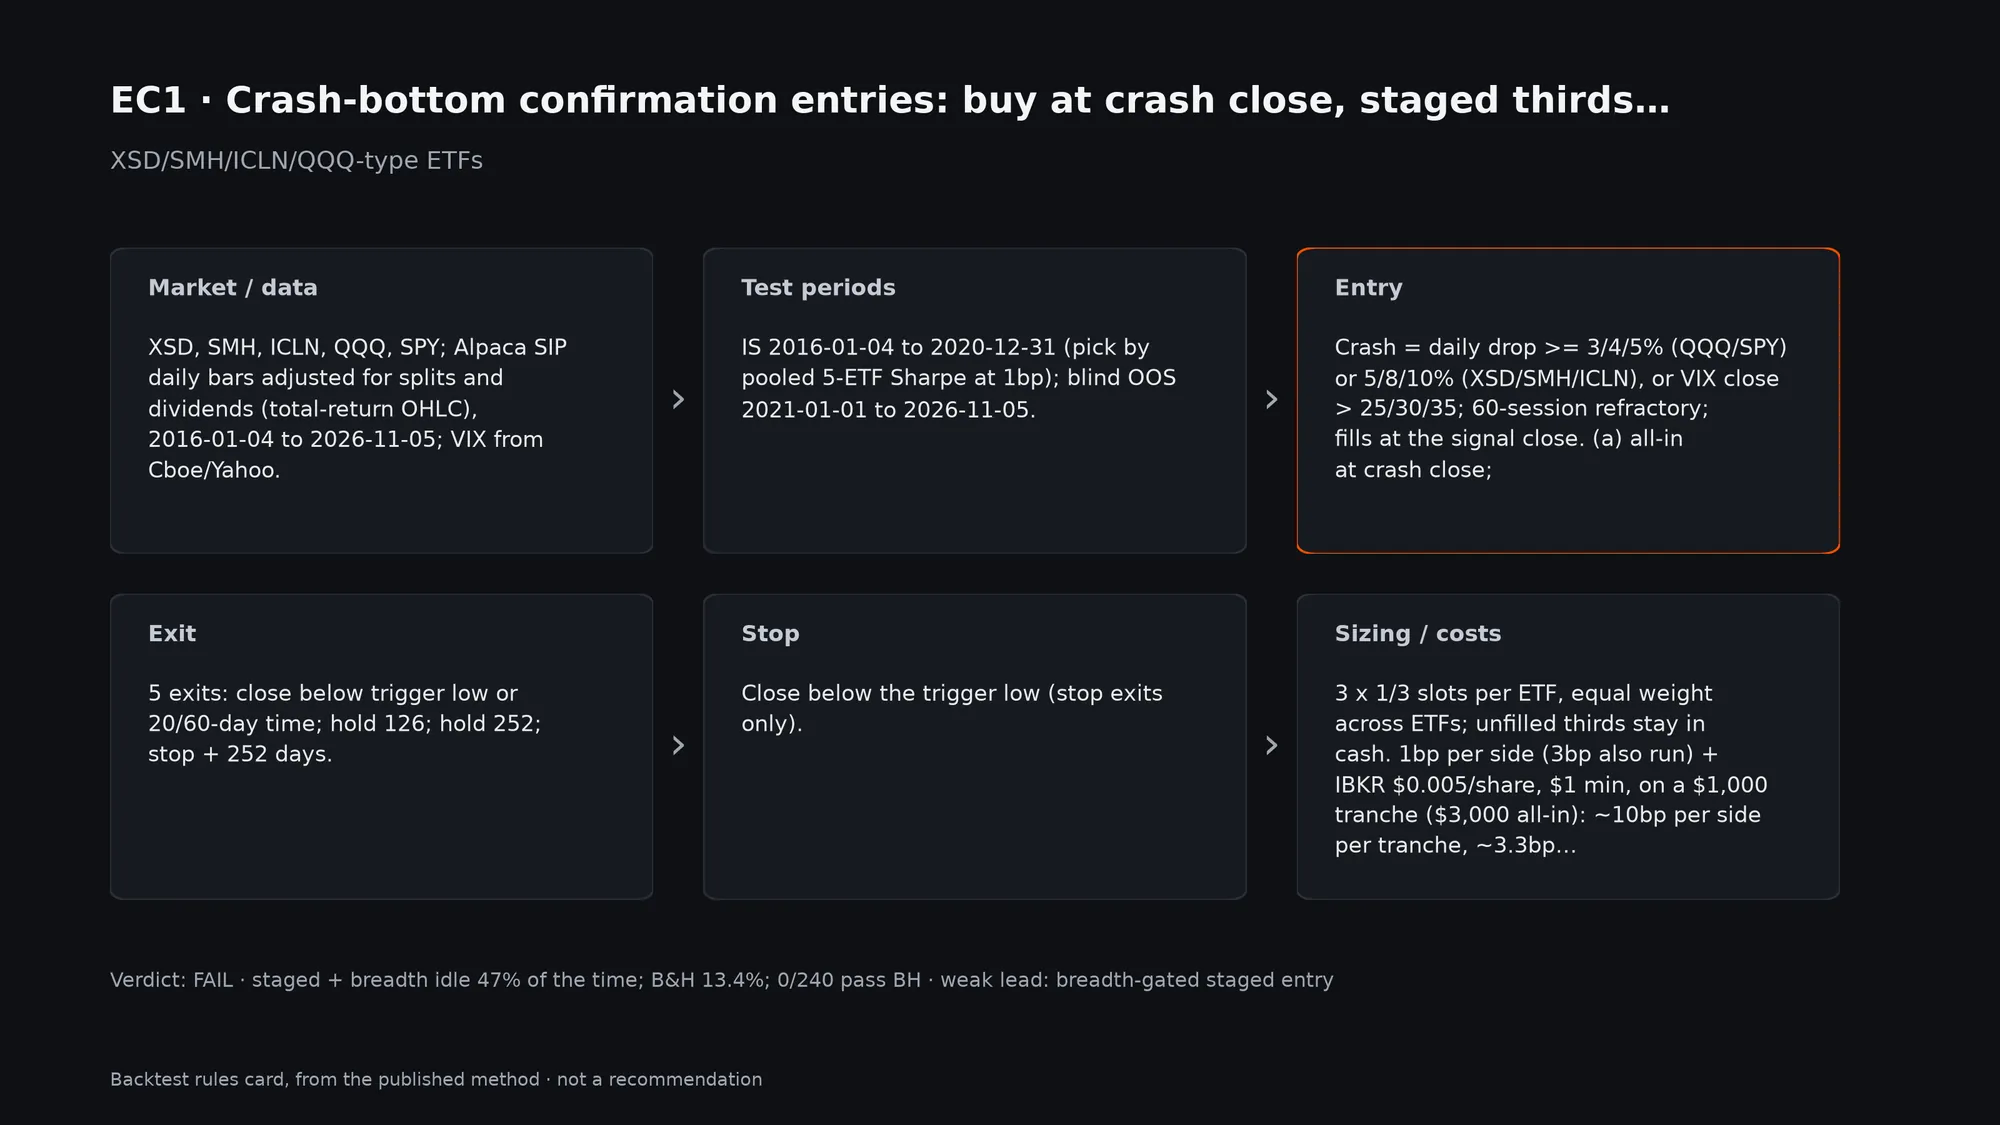 EC1 · Crash-bottom confirmation entries: buy at crash close, staged thirds…
XSD/SMH/ICLN/QQQ-type ETFs
Market / data
XSD, SMH, ICLN, QQQ, SPY; Alpaca SIP
daily bars adjusted for splits and
dividends (total-return OHLC),
2016-01-04 to 2026-11-05; VIX from
Cboe/Yahoo.
›
Test periods
IS 2016-01-04 to 2020-12-31 (pick by
pooled 5-ETF Sharpe at 1bp); blind OOS
2021-01-01 to 2026-11-05.
›
Entry
Crash = daily drop >= 3/4/5% (QQQ/SPY)
or 5/8/10% (XSD/SMH/ICLN), or VIX close
> 25/30/35; 60-session refractory;
fills at the signal close. (a) all-in
at crash close;
Exit
5 exits: close below trigger low or
20/60-day time; hold 126; hold 252;
stop + 252 days.
›
Stop
Close below the trigger low (stop exits
only).
›
Sizing / costs
3 x 1/3 slots per ETF, equal weight
across ETFs; unfilled thirds stay in
cash. 1bp per side (3bp also run) +
IBKR $0.005/share, $1 min, on a $1,000
tranche ($3,000 all-in): ~10bp per side
per tranche, ~3.3bp…
Verdict: FAIL · staged + breadth idle 47% of the time; B&H 13.4%; 0/240 pass BH · weak lead: breadth-gated staged entry
Backtest rules card, from the published method · not a recommendation